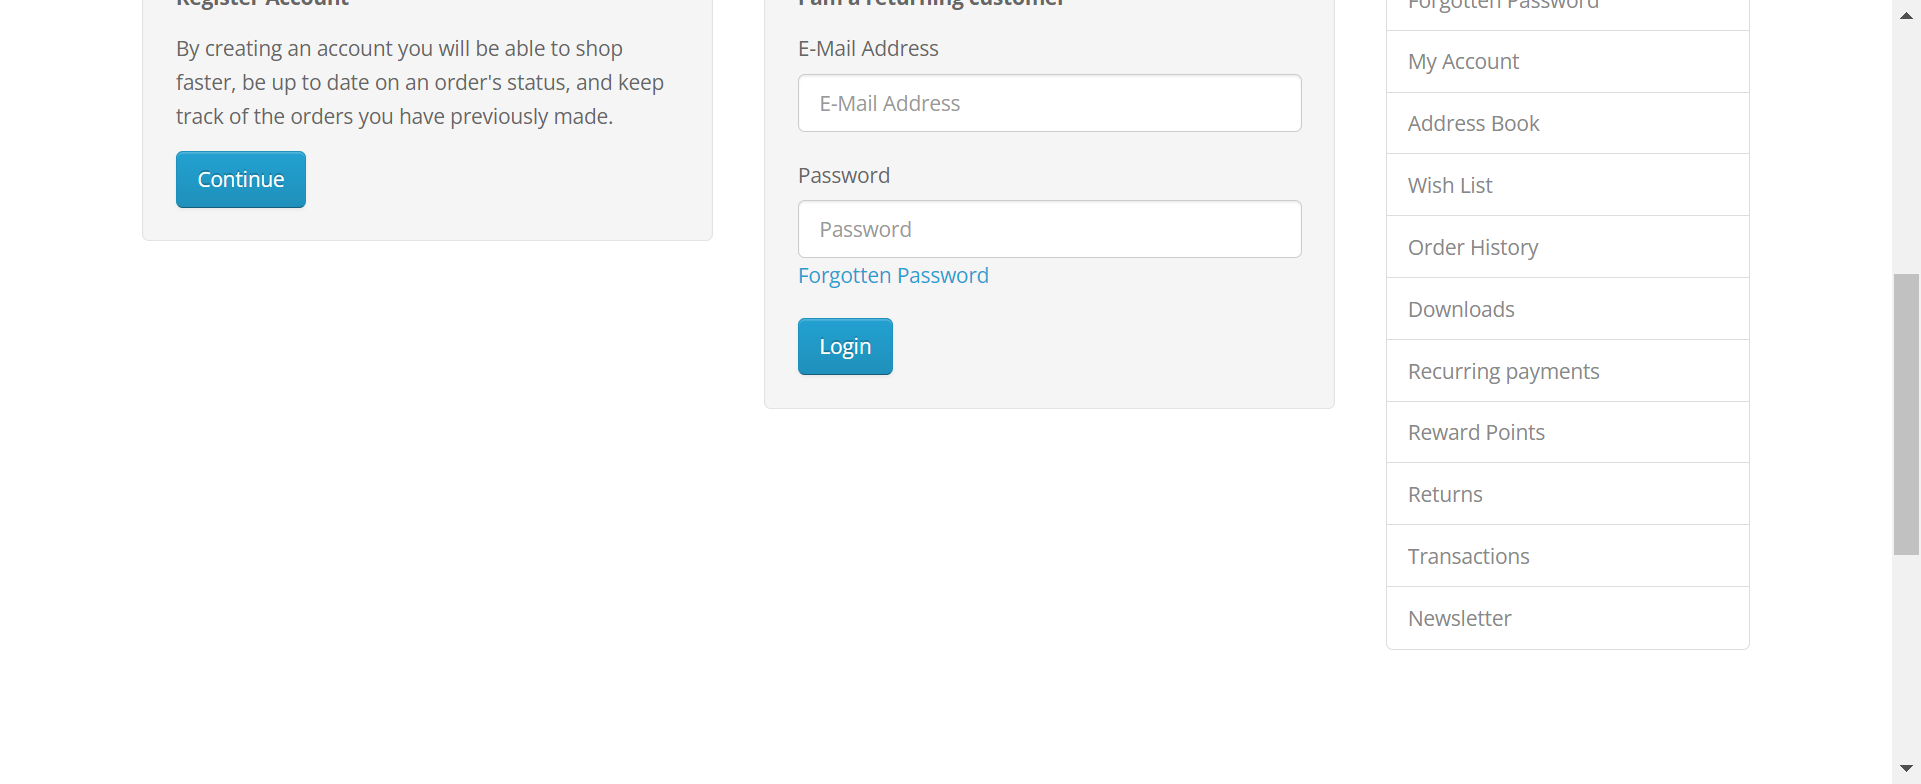 Register Account
By creating an account you will be able to shop
faster, be up to date on an order's status, and keep
track of the orders you have previously made.
Continue
I am a returning customer
E-Mail Address
E-Mail Address
Password
Password
Forgotten Password
Login
Forgotten Password
My Account
Address Book
Wish List
Order History
Downloads
Recurring payments
Reward Points
Returns
Transactions
Newsletter